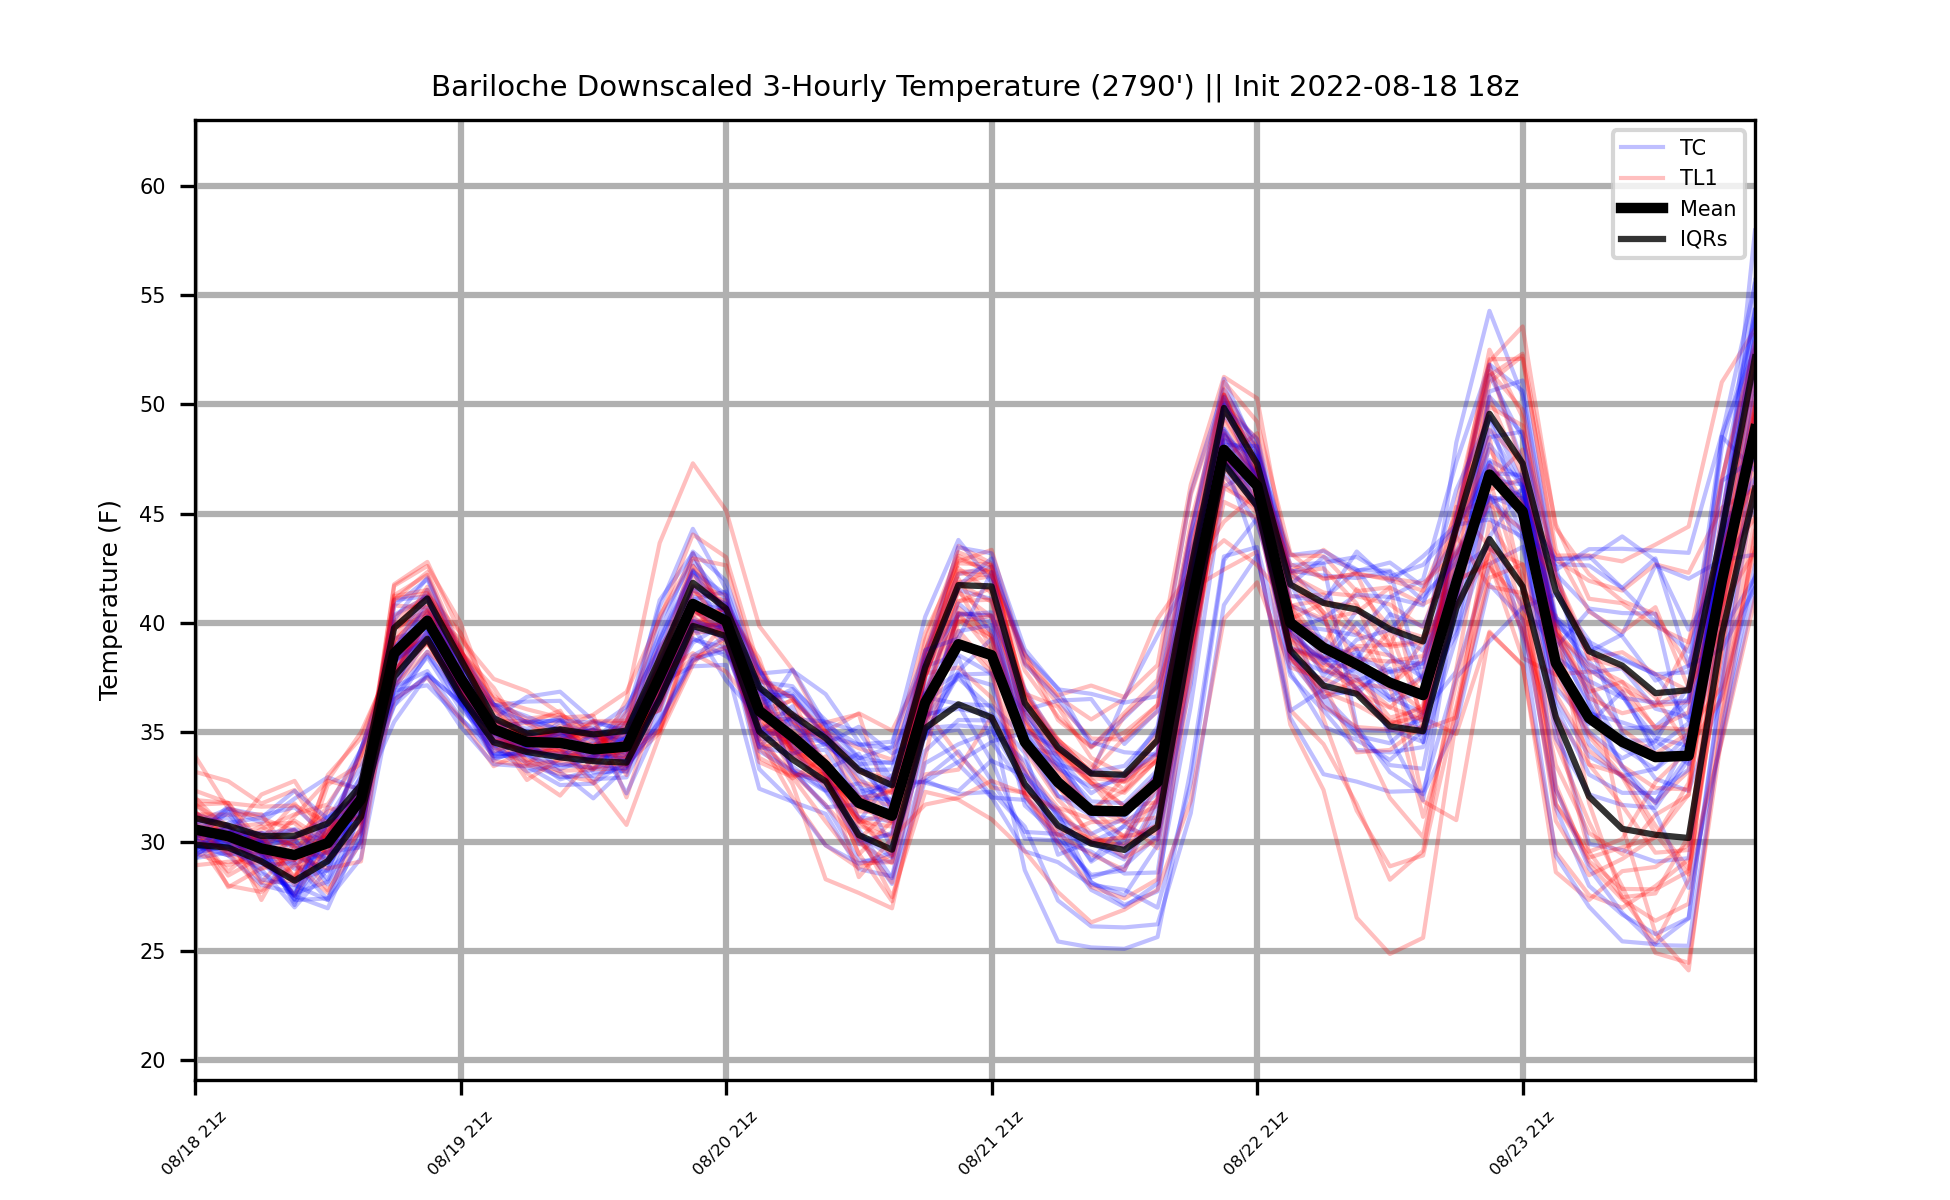 Bariloche Downscaled 3-Hourly Temperature (2790') || Init 2022-08-18 18z
TC
TL1
Mean
IQRs
Temperature (F)
60
55
50
45
40
35
30
25
20
08/18 21z
08/19 21z
08/20 21z
08/21 21z
08/22 21z
08/23 21z